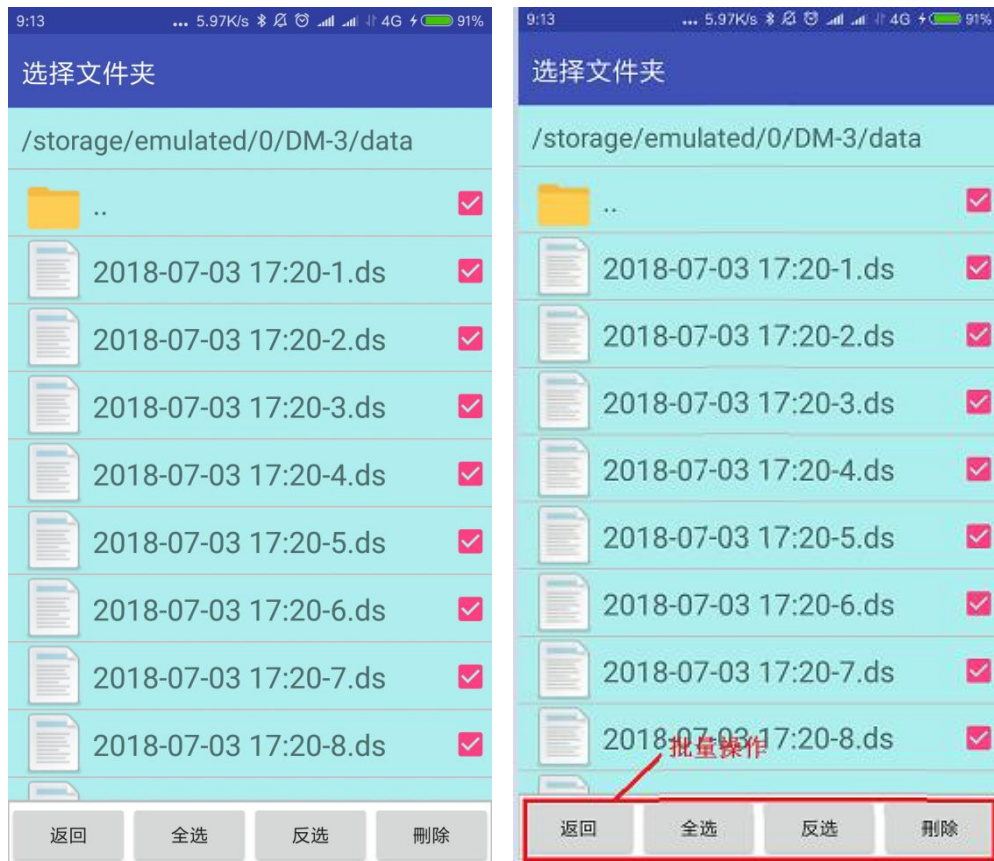 9:13 ... 5.97K/s 4G 91%
选择文件夹
/storage/emulated/0/DM-3/data
..
2018-07-03 17:20-1.ds
2018-07-03 17:20-2.ds
2018-07-03 17:20-3.ds
2018-07-03 17:20-4.ds
2018-07-03 17:20-5.ds
2018-07-03 17:20-6.ds
2018-07-03 17:20-7.ds
2018-07-03 17:20-8.ds
返回 全选 反选 刪除
9:13 ... 5.97K/s 4G 91%
选择文件夹
/storage/emulated/0/DM-3/data
..
2018-07-03 17:20-1.ds
2018-07-03 17:20-2.ds
2018-07-03 17:20-3.ds
2018-07-03 17:20-4.ds
2018-07-03 17:20-5.ds
2018-07-03 17:20-6.ds
2018-07-03 17:20-7.ds
2018-07-03 17:20-8.ds
批量操作
返回 全选 反选 刪除